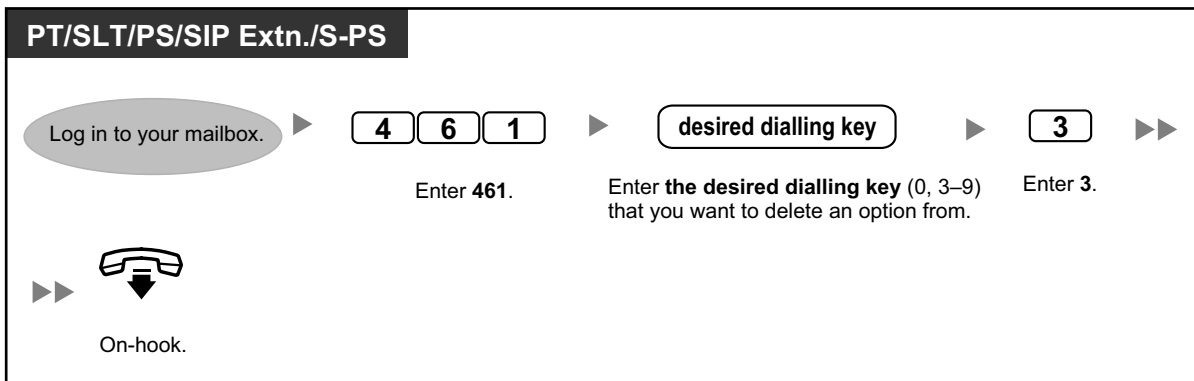 PT/SLT/PS/SIP Extn./S-PS
Log in to your mailbox.
4 6 1
desired dialling key
3
Enter 461.
Enter the desired dialling key (0, 3–9)
that you want to delete an option from.
Enter 3.
On-hook.